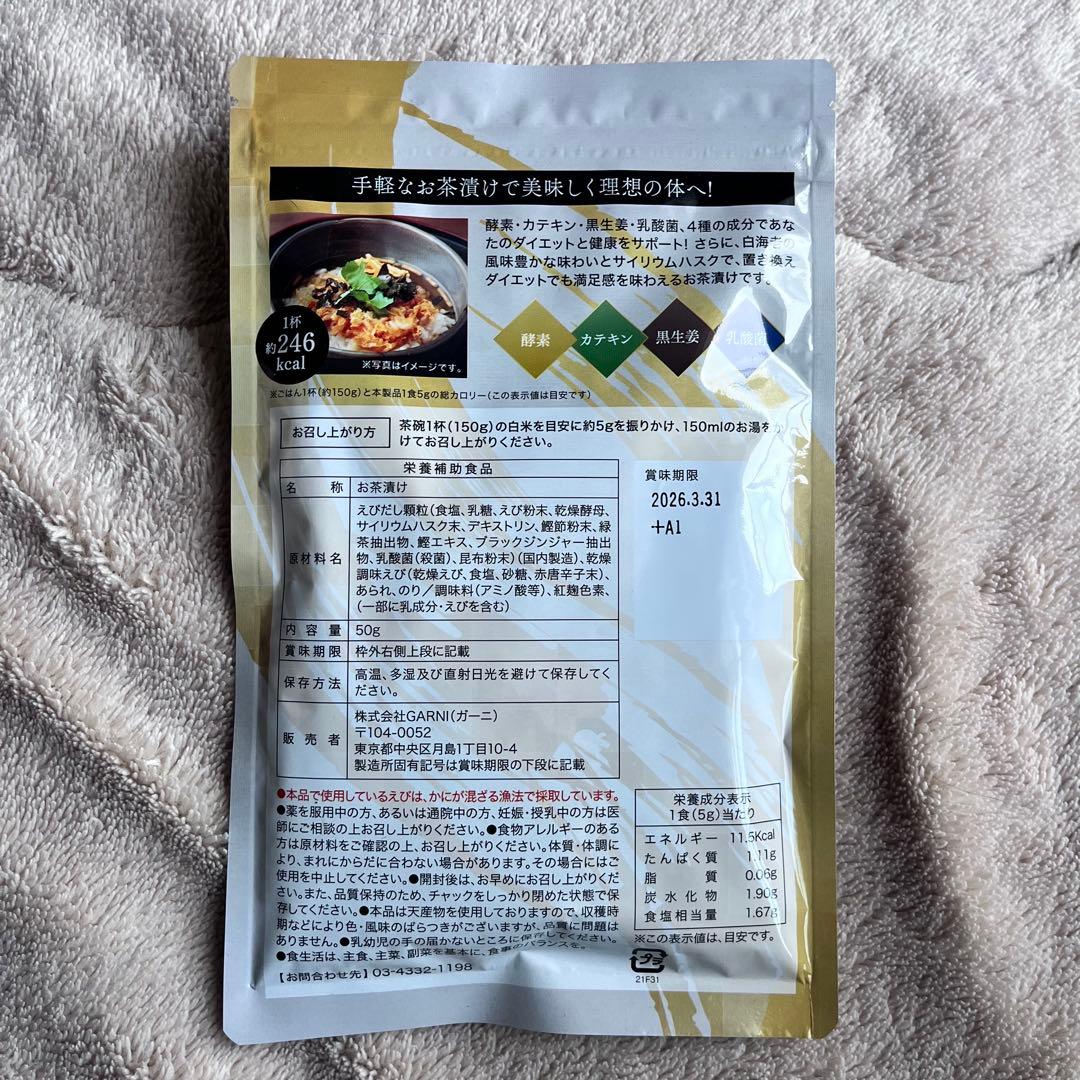 手軽なお茶漬けで美味しく理想の体へ!
酵素・カテキン・黒生姜・乳酸菌、4種の成分であな
たのダイエットと健康をサポート! さらに、白海老の
風味豊かな味わいとサイリウムハスクで、置き換え
ダイエットでも満足感を味わえるお茶漬けです。
1杯
約246
kcal
※写真はイメージです。
酵素
カテキン
黒生姜
乳酸菌
※ごはん1杯(約150g)と本製品1食5gの総カロリー(この表示値は目安です)
お召し上がり方
茶碗1杯(150g)の白米を目安に約5gを振りかけ、150mlのお湯をか
けてお召し上がりください。
栄養補助食品
名称 お茶漬け
原材料名
えびだし顆粒(食塩、乳糖、えび粉末、乾燥酵母、
サイリウムハスク末、デキストリン、鰹節粉末、緑
茶抽出物、鰹エキス、ブラックジンジャー抽出
物、乳酸菌(殺菌)、昆布粉末)(国内製造)、乾燥
調味えび(乾燥えび、食塩、砂糖、赤唐辛子末)、
あられ、のり/調味料(アミノ酸等)、紅麹色素、
(一部に乳成分・えびを含む)
内容量 50g
賞味期限 枠外右側上段に記載
保存方法
高温、多湿及び直射日光を避けて保存してく
ださい。
販売者
株式会社GARNI(ガーニ)
〒104-0052
東京都中央区月島1丁目10-4
製造所固有記号は賞味期限の下段に記載
賞味期限
2026.3.31
+A1
●本品で使用しているえびは、かにが混ざる漁法で採取しています。
●薬を服用中の方、あるいは通院中の方、妊娠・授乳中の方は医
師にご相談の上お召し上がりください。●食物アレルギーのある
方は原材料をご確認の上、お召し上がりください。体質・体調に
より、まれにからだに合わない場合があります。その場合にはご
使用を中止してください。●開封後は、お早めにお召し上がりくだ
さい。また、品質保持のため、チャックをしっかり閉めた状態で保
存してください。●本品は天産物を使用しておりますので、収穫時
期などにより色・風味のばらつきがございますが、品質に問題は
ありません。●乳幼児の手の届かないところに保存してください。
●食生活は、主食、主菜、副菜を基本に、食事のバランスを。
【お問合わせ先】03-4332-1198
栄養成分表示
1食(5g)当たり
エネルギー 11.5Kcal
たんぱく質 1.11g
脂質 0.06g
炭水化物 1.90g
食塩相当量 1.67g
※この表示値は、目安です。
プラ
21F31